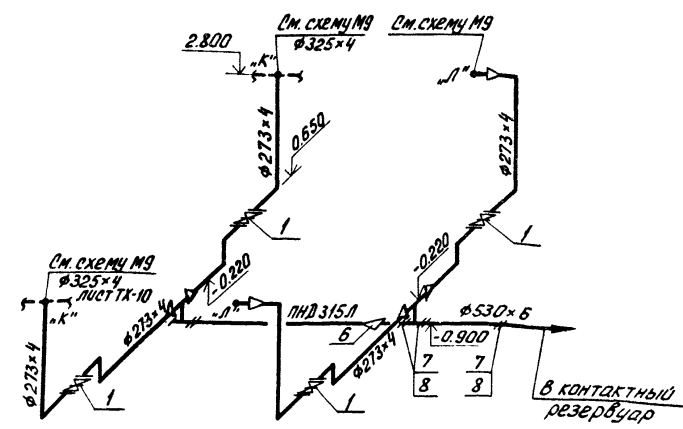 См. схему М9
ф325×4
См. схему М9
2.800
„К"
„Л"
ф273×4
0.650
ф273×4
1
1
См. схему М9
ф325×4
лист ТХ-10
„К"
-0.220
-0.220
ф273×4
„Л"
ПНД 315Л
6
ф530×6
-0.900
ф273×4
ф273×4
7
8
7
8
1
1
в контактный
резервуар